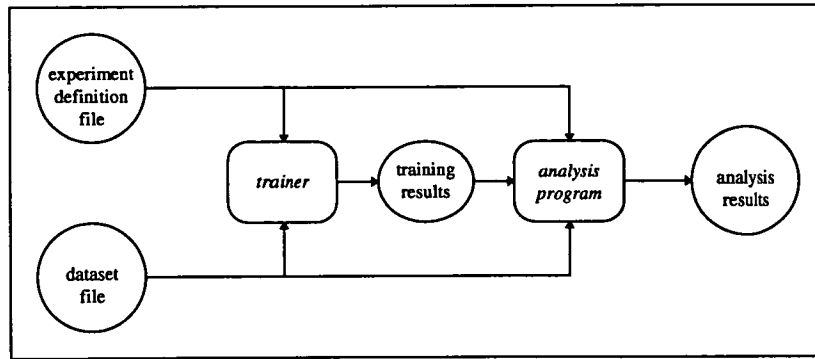 experiment
definition
file
trainer
training
results
analysis
program
analysis
results
dataset
file